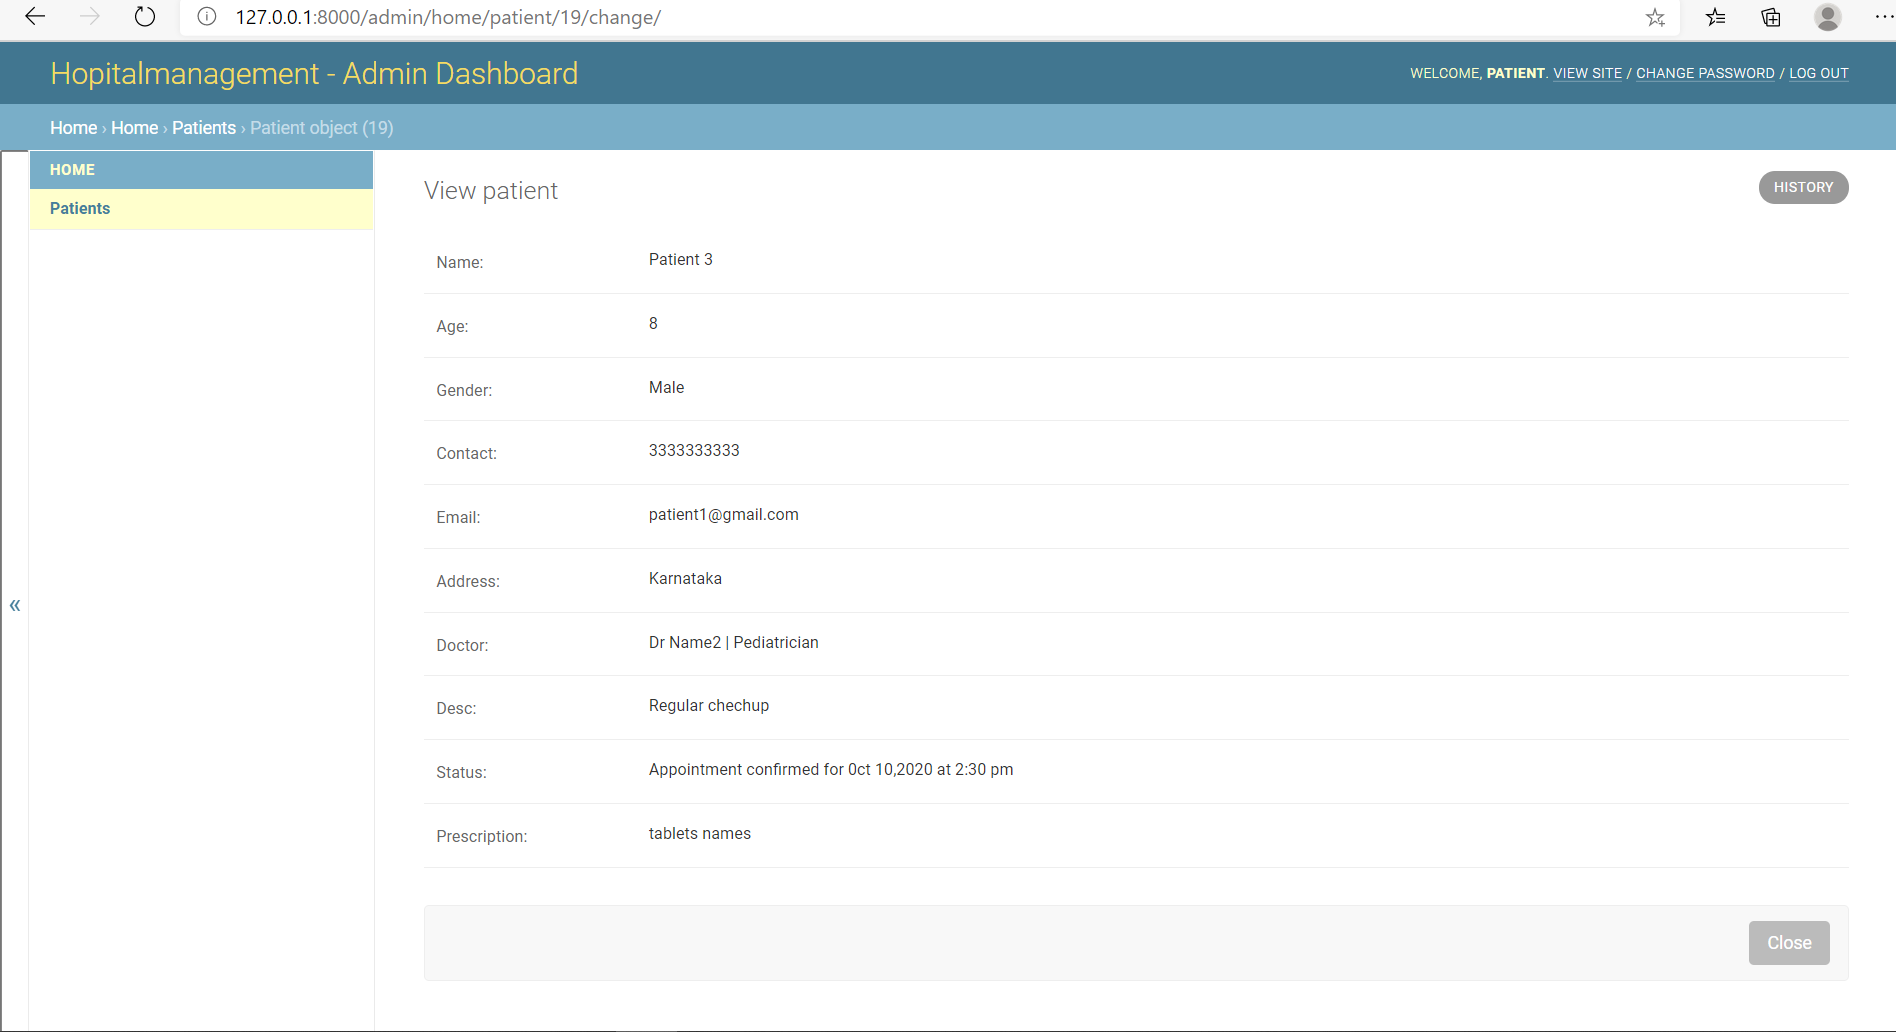 127.0.0.1:8000/admin/home/patient/19/change/
Hopitalmanagement - Admin Dashboard
WELCOME, PATIENT. VIEW SITE / CHANGE PASSWORD / LOG OUT
Home › Home › Patients › Patient object (19)
HOME
Patients
«
View patient
HISTORY
Name: Patient 3
Age: 8
Gender: Male
Contact: 3333333333
Email: patient1@gmail.com
Address: Karnataka
Doctor: Dr Name2 | Pediatrician
Desc: Regular chechup
Status: Appointment confirmed for 0ct 10,2020 at 2:30 pm
Prescription: tablets names
Close